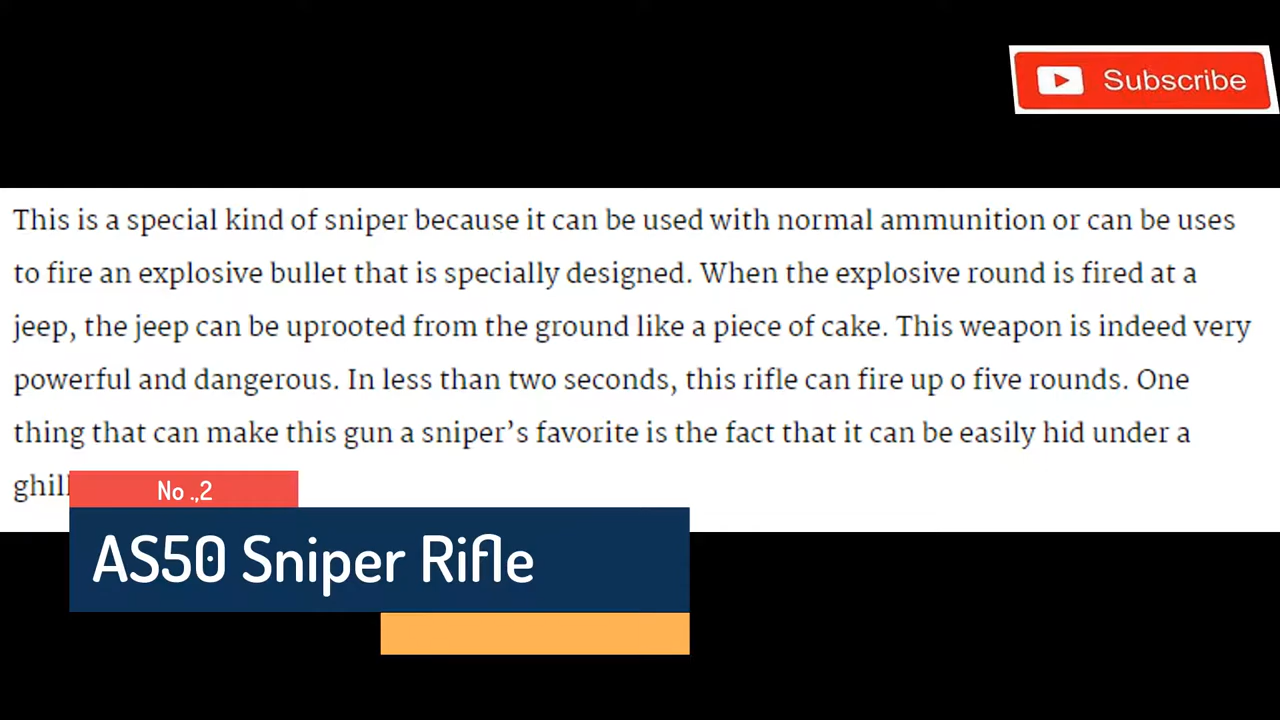 Subscribe
This is a special kind of sniper because it can be used with normal ammunition or can be uses
to fire an explosive bullet that is specially designed. When the explosive round is fired at a
jeep, the jeep can be uprooted from the ground like a piece of cake. This weapon is indeed very
powerful and dangerous. In less than two seconds, this rifle can fire up o five rounds. One
thing that can make this gun a sniper’s favorite is the fact that it can be easily hid under a
No .,2
AS50 Sniper Rifle